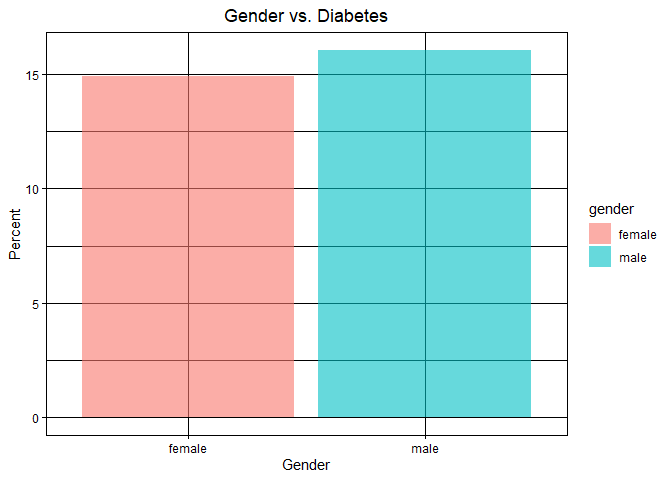 Gender vs. Diabetes
Percent
15
10
5
0
female
male
Gender
gender
female
male